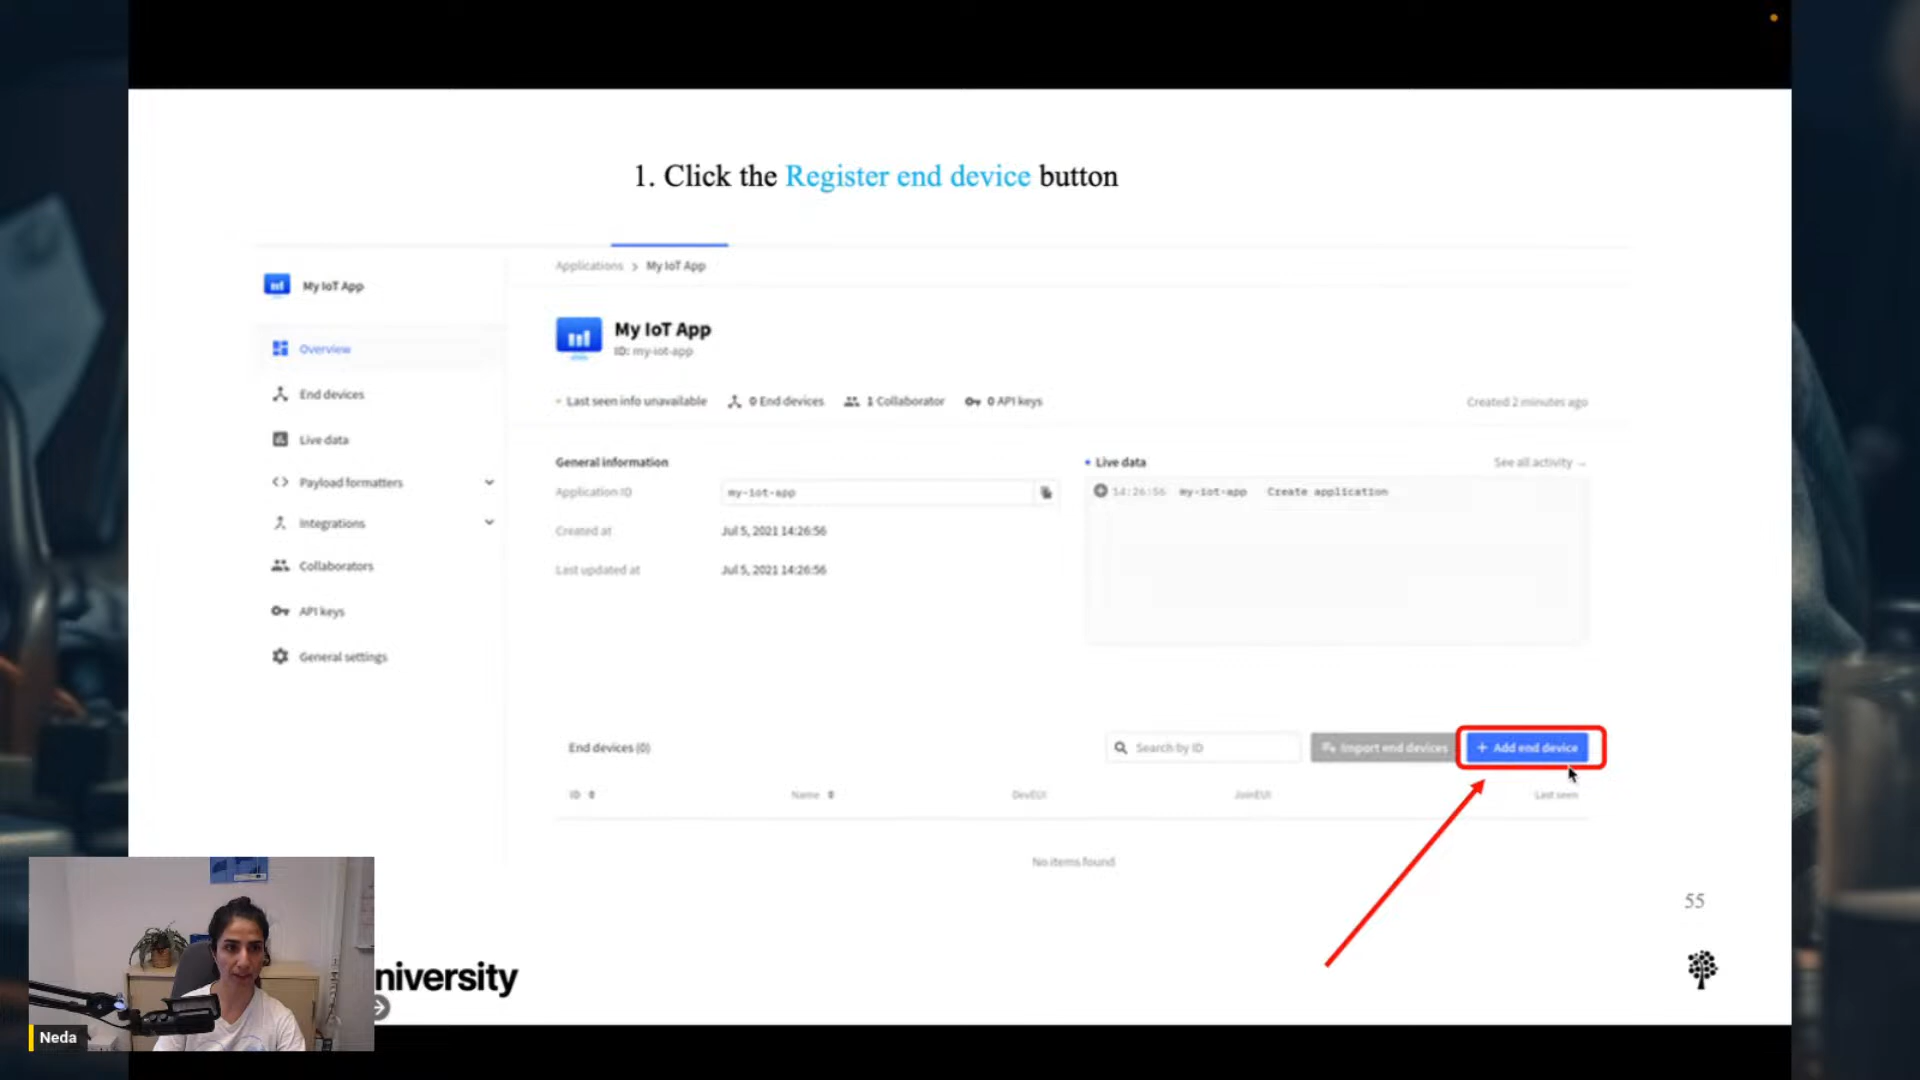 1. Click the Register end device button
My IoT App
Applications > My IoT App
My IoT App
ID: my-iot-app
Overview
End devices
Live data
Payload formatters
Integrations
Collaborators
API keys
General settings
Last seen info unavailable 0 End devices 1 Collaborator 0 API keys
Created 2 minutes ago
General information
Application ID my-iot-app
Created at Jul 5, 2021 14:26:56
Last updated at Jul 5, 2021 14:26:56
Live data See all activity →
14:26:56 my-iot-app Create application
End devices (0) Search by ID Import end devices + Add end device
ID Name DevEUI JoinEUI Last seen
No items found
55
niversity
Neda